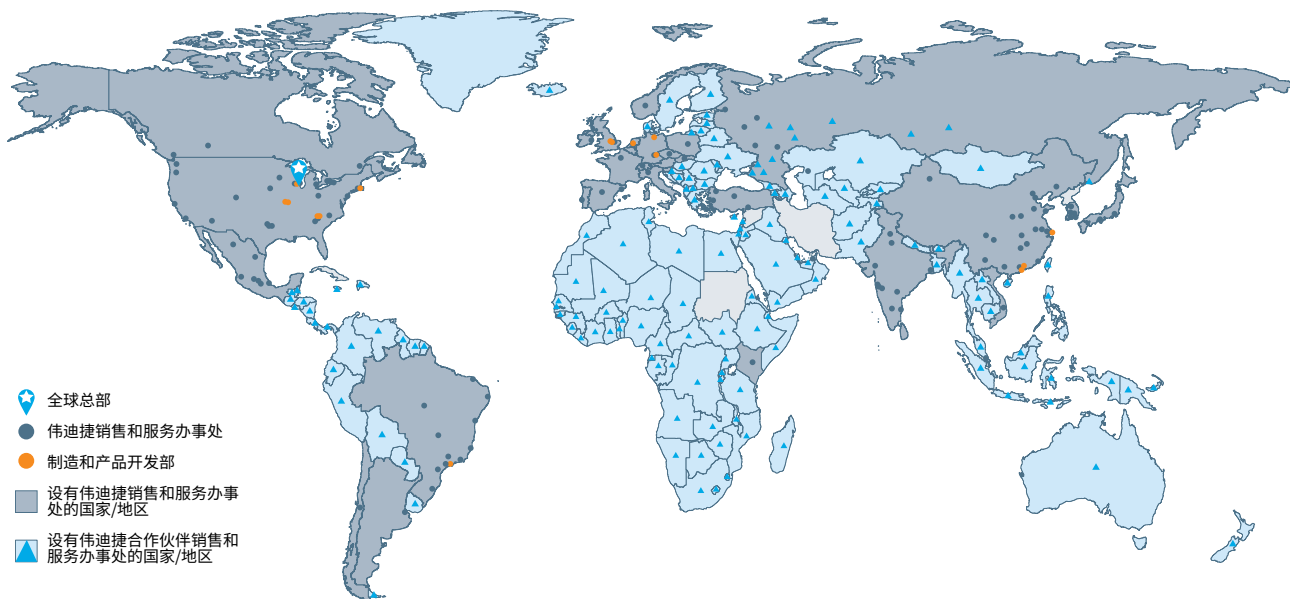 全球总部
伟迪捷销售和服务办事处
制造和产品开发部
设有伟迪捷销售和服务办事
处的国家/地区
设有伟迪捷合作伙伴销售和
服务办事处的国家/地区